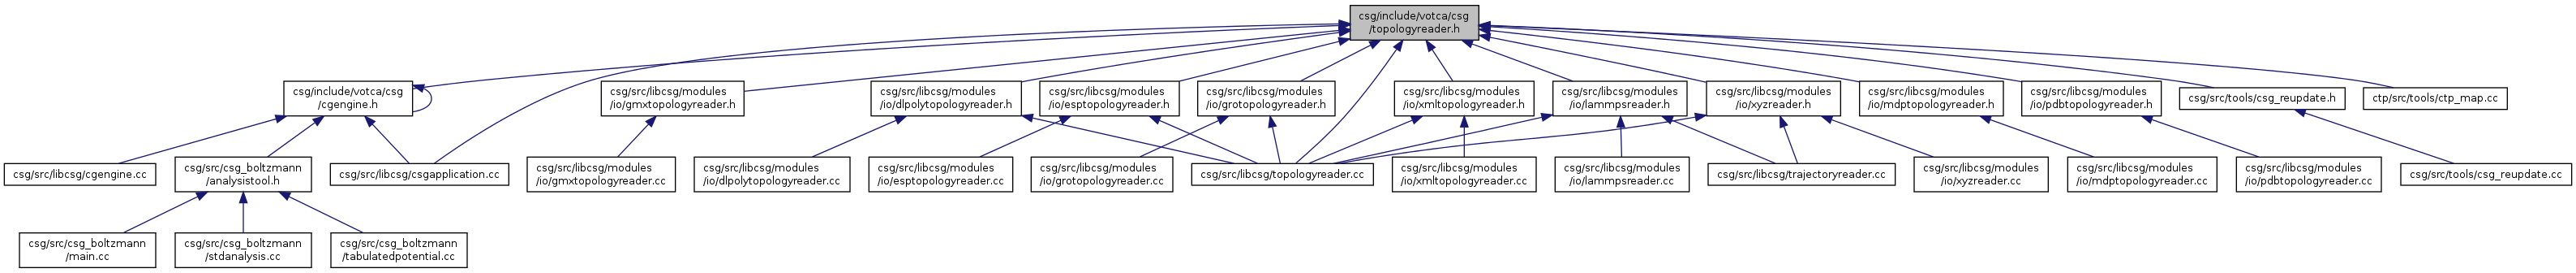 csg/include/votca/csg
/topologyreader.h
csg/include/votca/csg
/cgengine.h
csg/src/libcsg/modules
/io/gmxtopologyreader.h
csg/src/libcsg/modules
/io/dlpolytopologyreader.h
csg/src/libcsg/modules
/io/esptopologyreader.h
csg/src/libcsg/modules
/io/grotopologyreader.h
csg/src/libcsg/modules
/io/xmltopologyreader.h
csg/src/libcsg/modules
/io/lammpsreader.h
csg/src/libcsg/modules
/io/xyzreader.h
csg/src/libcsg/modules
/io/mdptopologyreader.h
csg/src/libcsg/modules
/io/pdbtopologyreader.h
csg/src/tools/csg_reupdate.h
ctp/src/tools/ctp_map.cc
csg/src/libcsg/cgengine.cc
csg/src/csg_boltzmann
/analysistool.h
csg/src/libcsg/csgapplication.cc
csg/src/libcsg/modules
/io/gmxtopologyreader.cc
csg/src/libcsg/modules
/io/dlpolytopologyreader.cc
csg/src/libcsg/modules
/io/esptopologyreader.cc
csg/src/libcsg/modules
/io/grotopologyreader.cc
csg/src/libcsg/topologyreader.cc
csg/src/libcsg/modules
/io/xmltopologyreader.cc
csg/src/libcsg/modules
/io/lammpsreader.cc
csg/src/libcsg/trajectoryreader.cc
csg/src/libcsg/modules
/io/xyzreader.cc
csg/src/libcsg/modules
/io/mdptopologyreader.cc
csg/src/libcsg/modules
/io/pdbtopologyreader.cc
csg/src/tools/csg_reupdate.cc
csg/src/csg_boltzmann
/main.cc
csg/src/csg_boltzmann
/stdanalysis.cc
csg/src/csg_boltzmann
/tabulatedpotential.cc